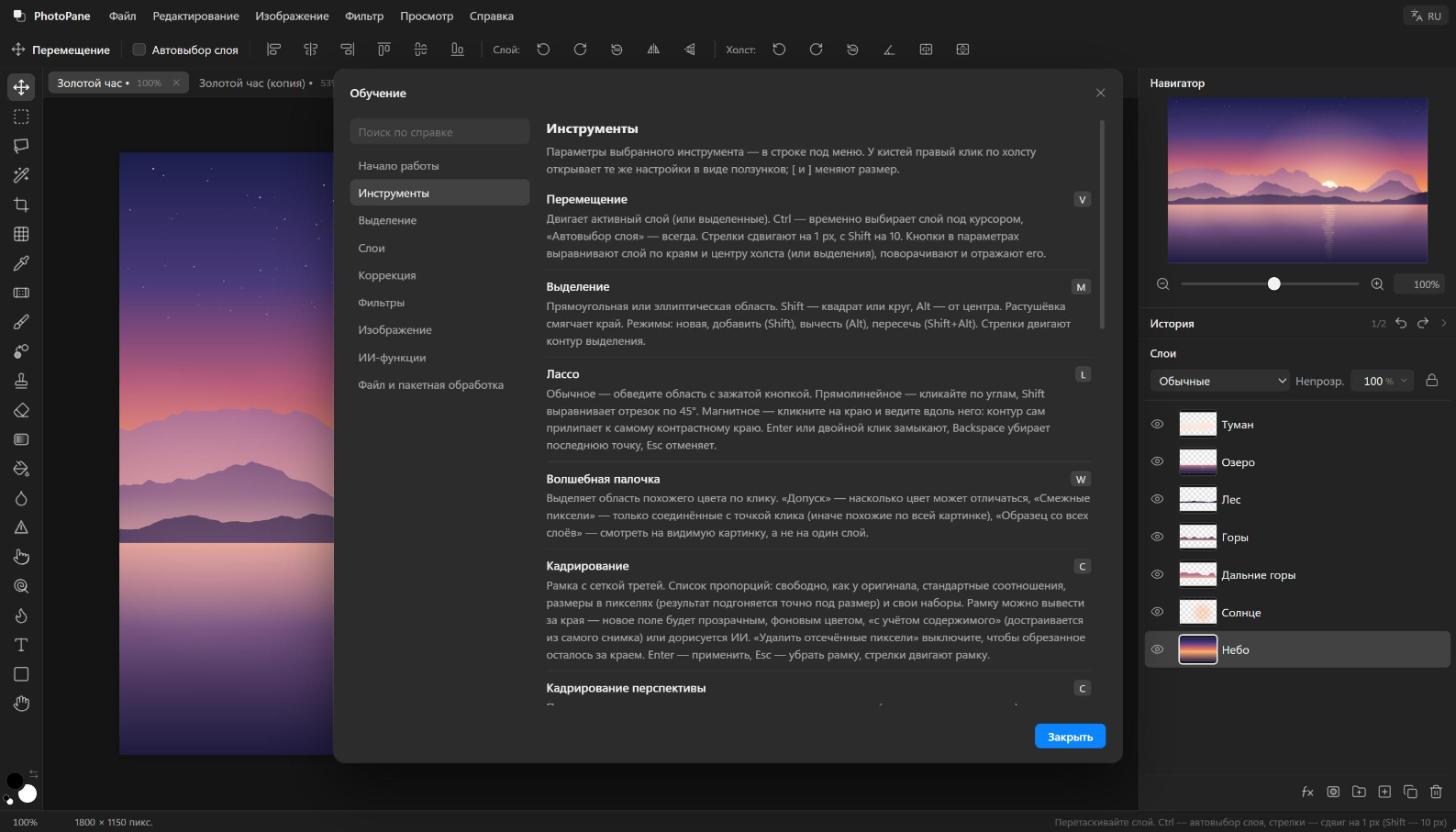 PhotoPane Файл Редактирование Изображение Фильтр Просмотр Справка RU
Перемещение Автовыбор слоя Слой: Холст:
Золотой час • 100% Золотой час (копия) •
Обучение
Поиск по справке
Начало работы
Инструменты
Выделение
Слои
Коррекция
Фильтры
Изображение
ИИ-функции
Файл и пакетная обработка
Инструменты
Параметры выбранного инструмента — в строке под меню. У кистей правый клик по холсту
открывает те же настройки в виде ползунков; [ и ] меняют размер.
Перемещение V
Двигает активный слой (или выделенные). Ctrl — временно выбирает слой под курсором,
«Автовыбор слоя» — всегда. Стрелки сдвигают на 1 px, с Shift на 10. Кнопки в параметрах
выравнивают слой по краям и центру холста (или выделения), поворачивают и отражают его.
Выделение M
Прямоугольная или эллиптическая область. Shift — квадрат или круг, Alt — от центра. Растушёвка
смягчает край. Режимы: новая, добавить (Shift), вычесть (Alt), пересечь (Shift+Alt). Стрелки двигают
контур выделения.
Лассо L
Обычное — обведите область с зажатой кнопкой. Прямолинейное — кликайте по углам, Shift
выравнивает отрезок по 45°. Магнитное — кликните на краю и ведите вдоль него: контур сам
прилипает к самому контрастному краю. Enter или двойной клик замыкают, Backspace убирает
последнюю точку, Esc отменяет.
Волшебная палочка W
Выделяет область похожего цвета по клику. «Допуск» — насколько цвет может отличаться, «Смежные
пиксели» — только соединённые с точкой клика (иначе похожие по всей картинке), «Образец со всех
слоёв» — смотреть на видимую картинку, а не на один слой.
Кадрирование C
Рамка с сеткой третей. Список пропорций: свободно, как у оригинала, стандартные соотношения,
размеры в пикселях (результат подгоняется точно под размер) и свои наборы. Рамку можно вывести
за края — новое поле будет прозрачным, фоновым цветом, «с учётом содержимого» (достраивается
из самого снимка) или дорисуется ИИ. «Удалить отсечённые пиксели» выключите, чтобы обрезанное
осталось за краем. Enter — применить, Esc — убрать рамку, стрелки двигают рамку.
Кадрирование перспективы C
Закрыть
Навигатор
100%
История 1/2
Слои
Обычные Непрозр. 100 %
Туман
Озеро
Лес
Горы
Дальние горы
Солнце
Небо
fx
100% 1800 × 1150 пикс. Перетаскивайте слой. Ctrl — автовыбор слоя, стрелки — сдвиг на 1 px (Shift — 10 px)